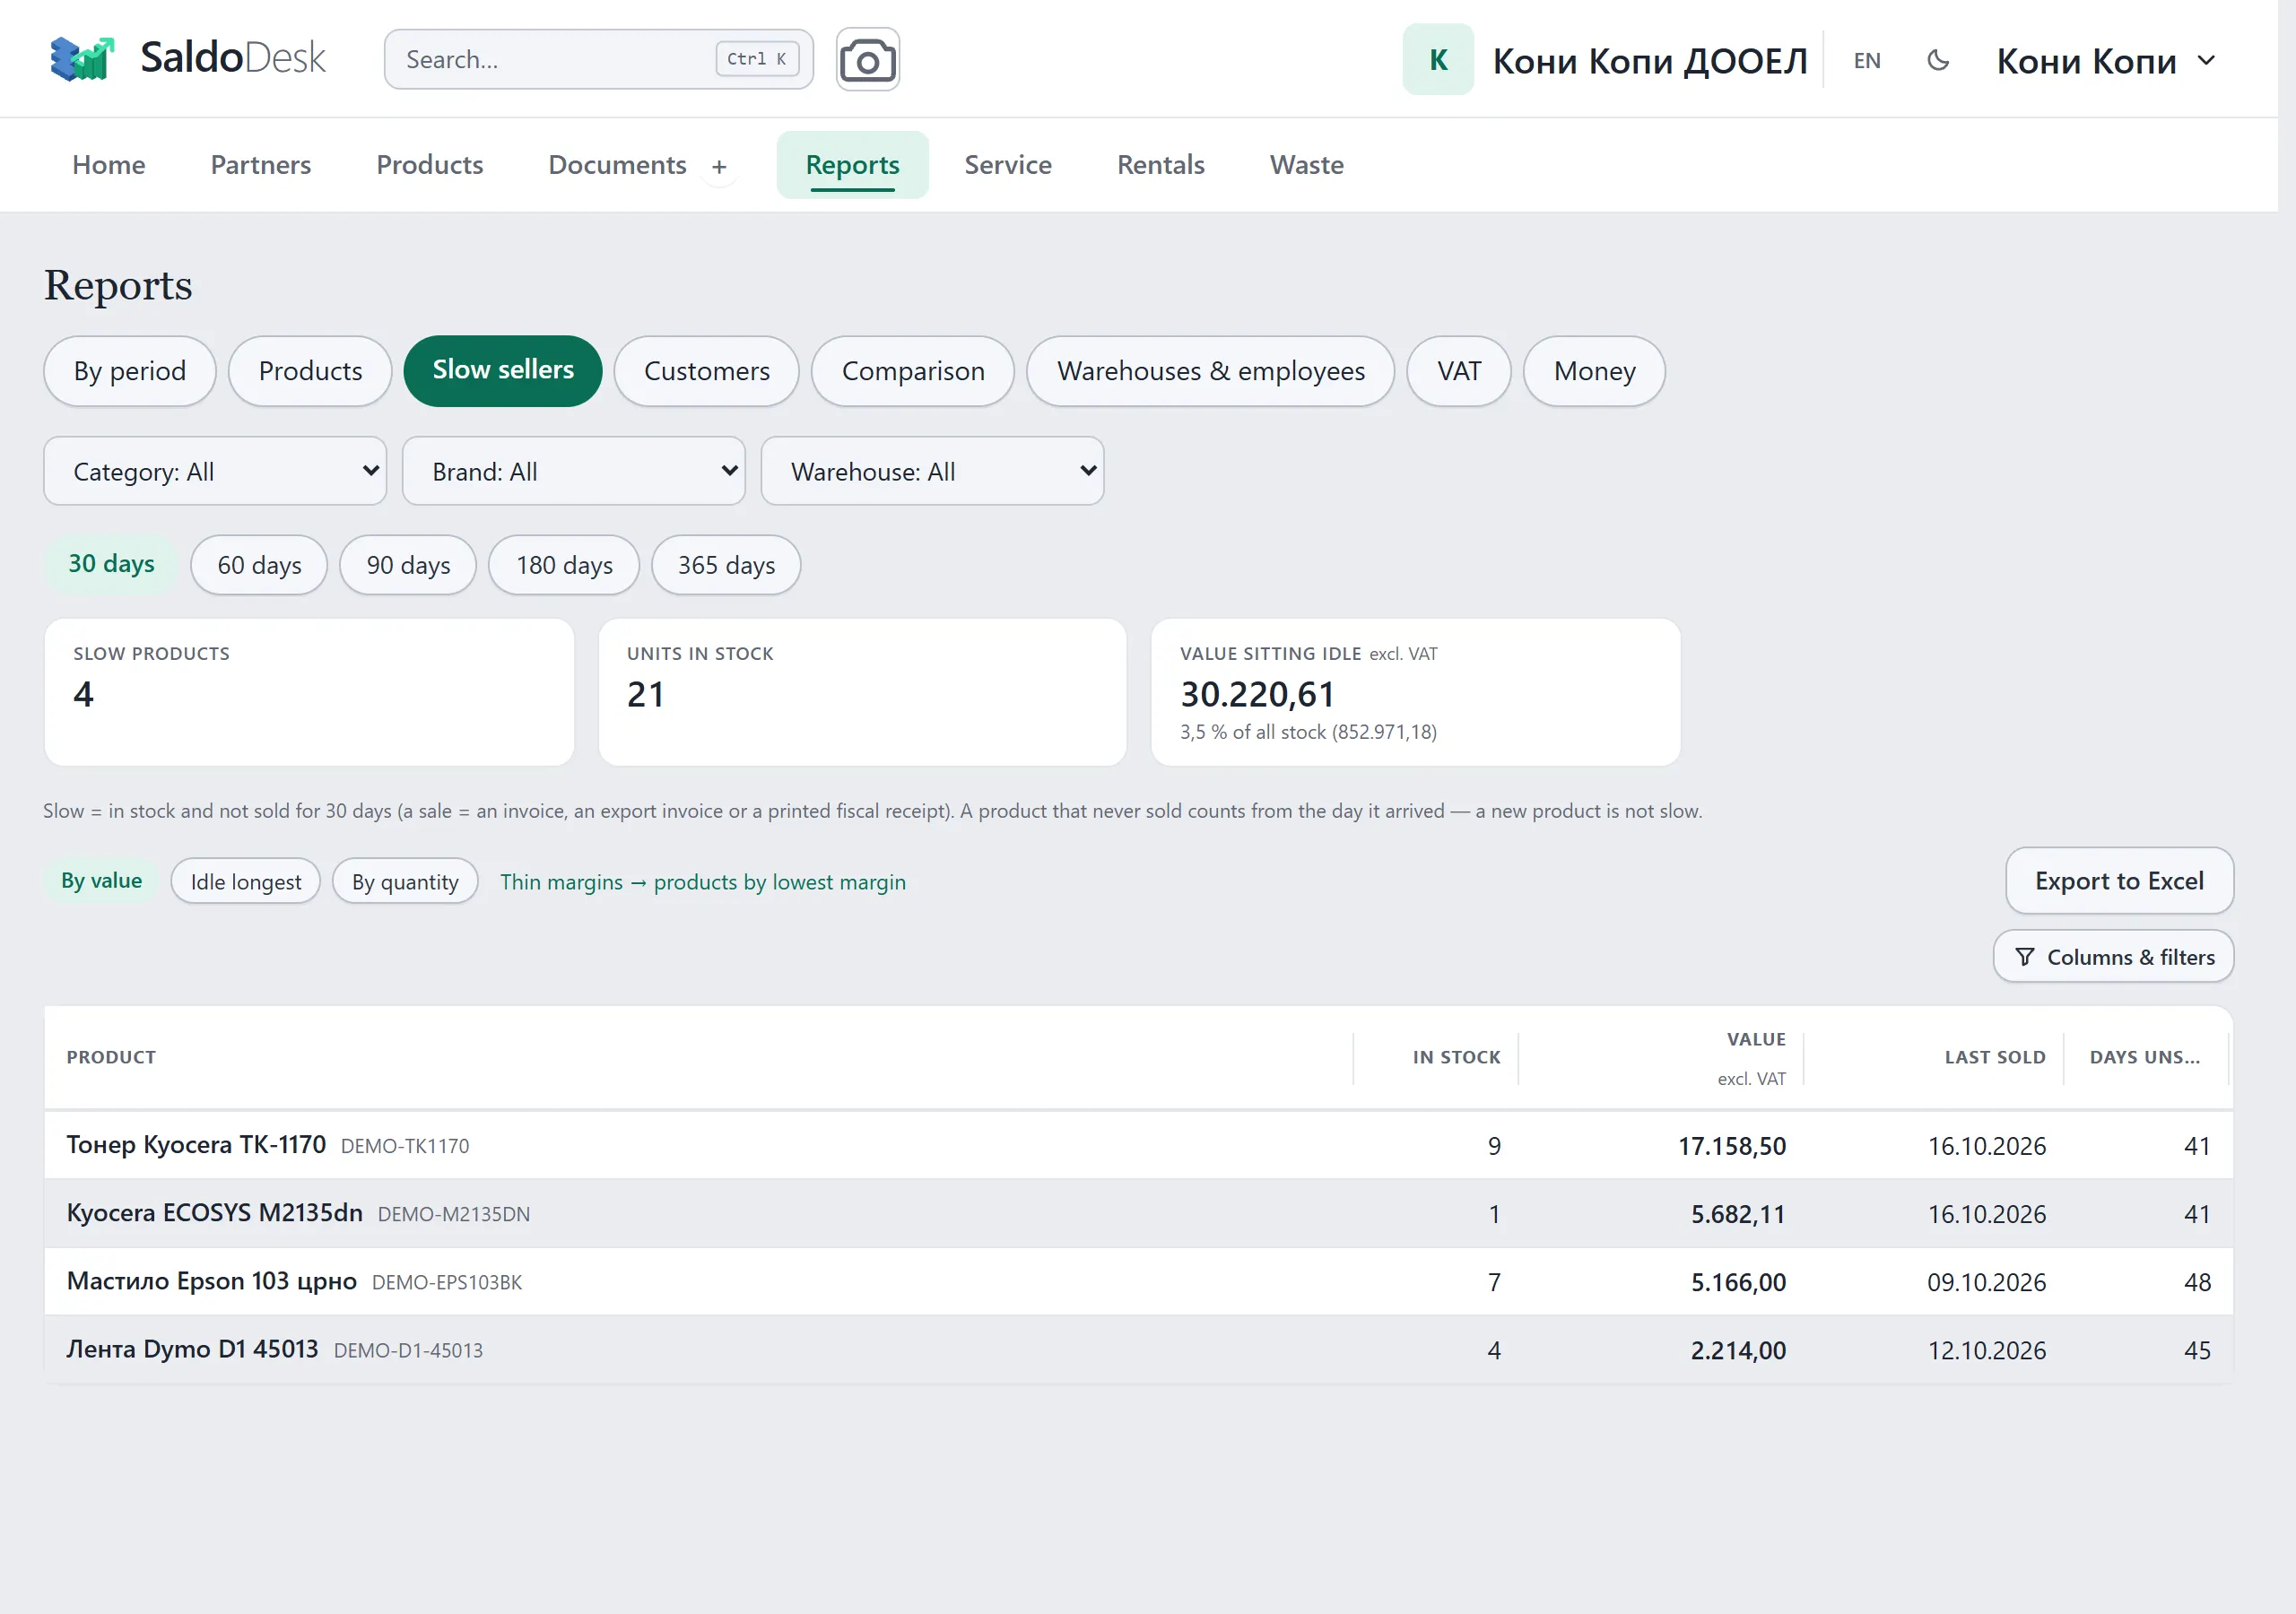 SaldoDesk
Search...
Ctrl K
К
Кони Копи ДООЕЛ
EN
Кони Копи
Home
Partners
Products
Documents +
Reports
Service
Rentals
Waste
Reports
By period
Products
Slow sellers
Customers
Comparison
Warehouses & employees
VAT
Money
Category: All
Brand: All
Warehouse: All
30 days
60 days
90 days
180 days
365 days
SLOW PRODUCTS
4
UNITS IN STOCK
21
VALUE SITTING IDLE excl. VAT
30.220,61
3,5 % of all stock (852.971,18)
Slow = in stock and not sold for 30 days (a sale = an invoice, an export invoice or a printed fiscal receipt). A product that never sold counts from the day it arrived — a new product is not slow.
By value
Idle longest
By quantity
Thin margins → products by lowest margin
Export to Excel
Columns & filters
PRODUCT
IN STOCK
VALUE
excl. VAT
LAST SOLD
DAYS UNS...
Тонер Kyocera TK-1170 DEMO-TK1170 9 17.158,50 16.10.2026 41
Kyocera ECOSYS M2135dn DEMO-M2135DN 1 5.682,11 16.10.2026 41
Мастило Epson 103 црно DEMO-EPS103BK 7 5.166,00 09.10.2026 48
Лента Dymo D1 45013 DEMO-D1-45013 4 2.214,00 12.10.2026 45